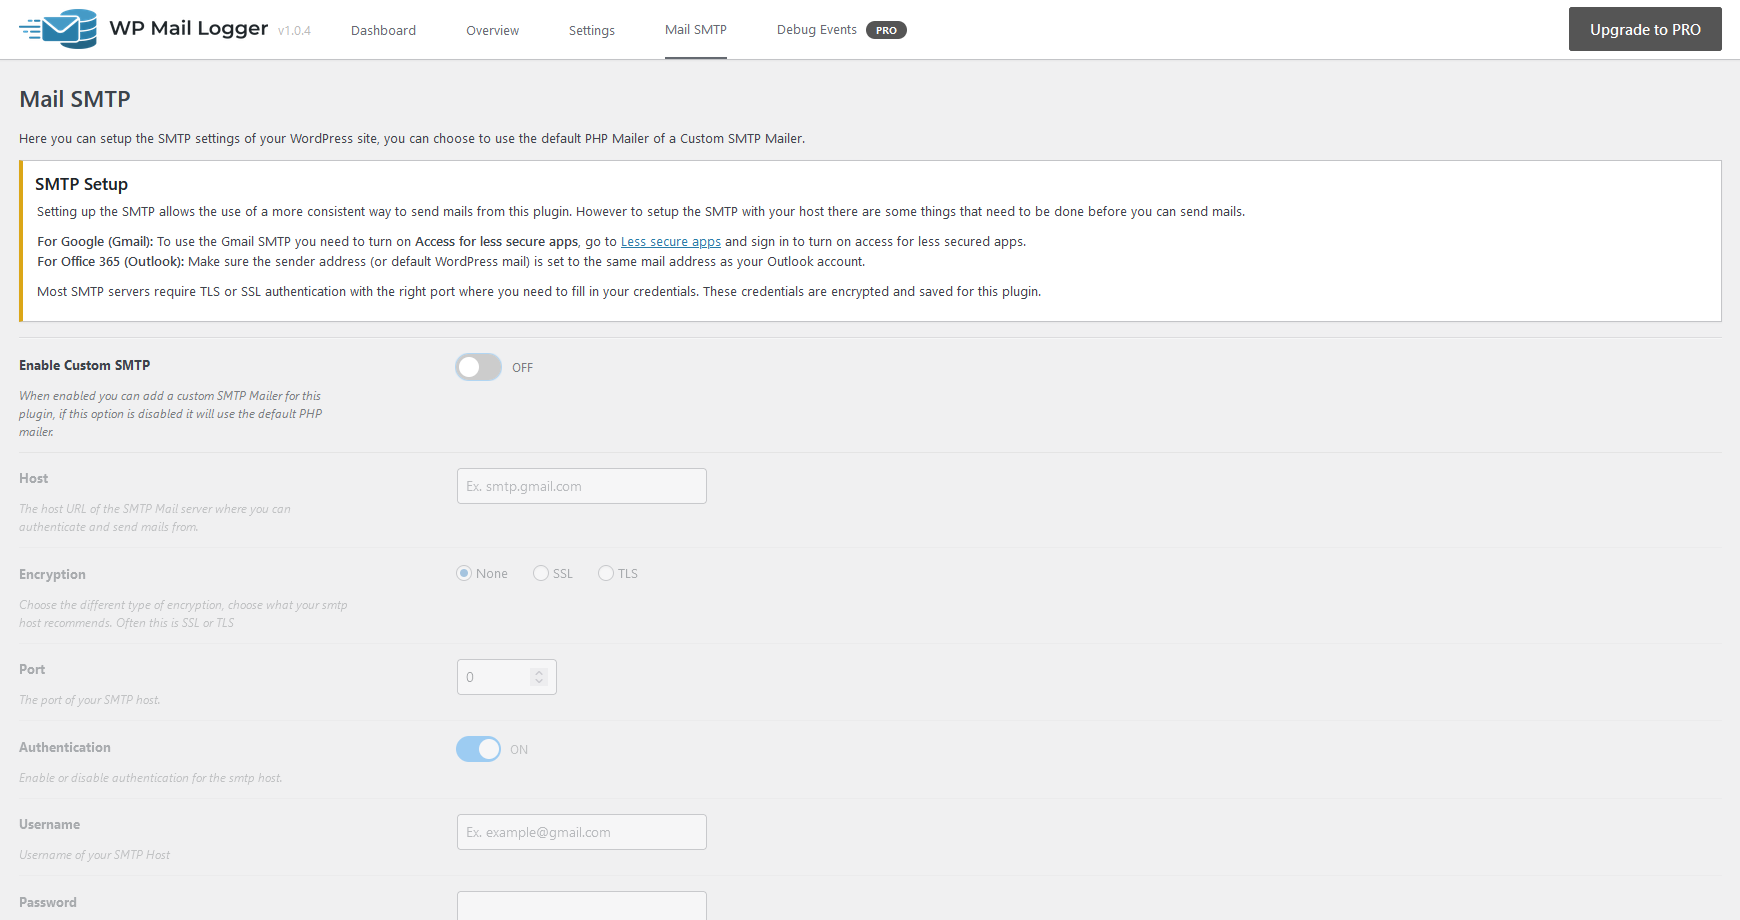 WP Mail Logger v1.0.4 Dashboard Overview Settings Mail SMTP Debug Events PRO Upgrade to PRO
Mail SMTP
Here you can setup the SMTP settings of your WordPress site, you can choose to use the default PHP Mailer of a Custom SMTP Mailer.
SMTP Setup
Setting up the SMTP allows the use of a more consistent way to send mails from this plugin. However to setup the SMTP with your host there are some things that need to be done before you can send mails.
For Google (Gmail): To use the Gmail SMTP you need to turn on Access for less secure apps, go to Less secure apps and sign in to turn on access for less secured apps.
For Office 365 (Outlook): Make sure the sender address (or default WordPress mail) is set to the same mail address as your Outlook account.
Most SMTP servers require TLS or SSL authentication with the right port where you need to fill in your credentials. These credentials are encrypted and saved for this plugin.
Enable Custom SMTP
OFF
When enabled you can add a custom SMTP Mailer for this
plugin, if this option is disabled it will use the default PHP
mailer.
Host
Ex. smtp.gmail.com
The host URL of the SMTP Mail server where you can
authenticate and send mails from.
Encryption
None SSL TLS
Choose the different type of encryption, choose what your smtp
host recommends. Often this is SSL or TLS
Port
0
The port of your SMTP host.
Authentication
ON
Enable or disable authentication for the smtp host.
Username
Ex. example@gmail.com
Username of your SMTP Host
Password